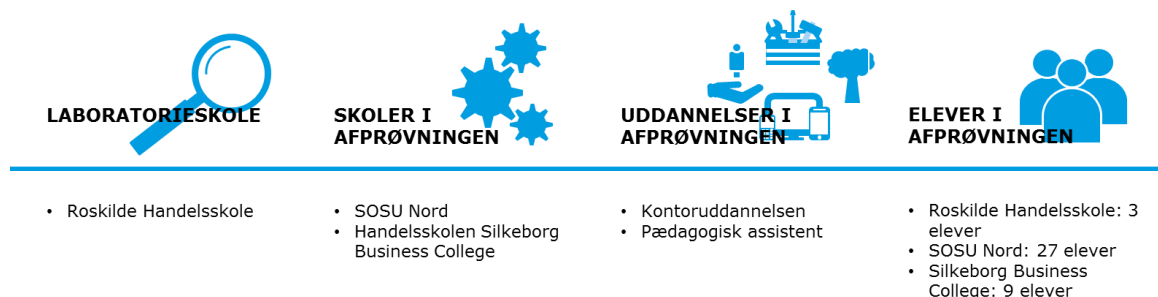 LABORATORIESKOLE
SKOLER I
AFPRØVNINGEN
UDDANNELSER I
AFPRØVNINGEN
ELEVER I
AFPRØVNINGEN
• Roskilde Handelsskole
• SOSU Nord
• Handelsskolen Silkeborg
Business College
• Kontoruddannelsen
• Pædagogisk assistent
• Roskilde Handelsskole: 3
elever
• SOSU Nord: 27 elever
• Silkeborg Business
College: 9 elever